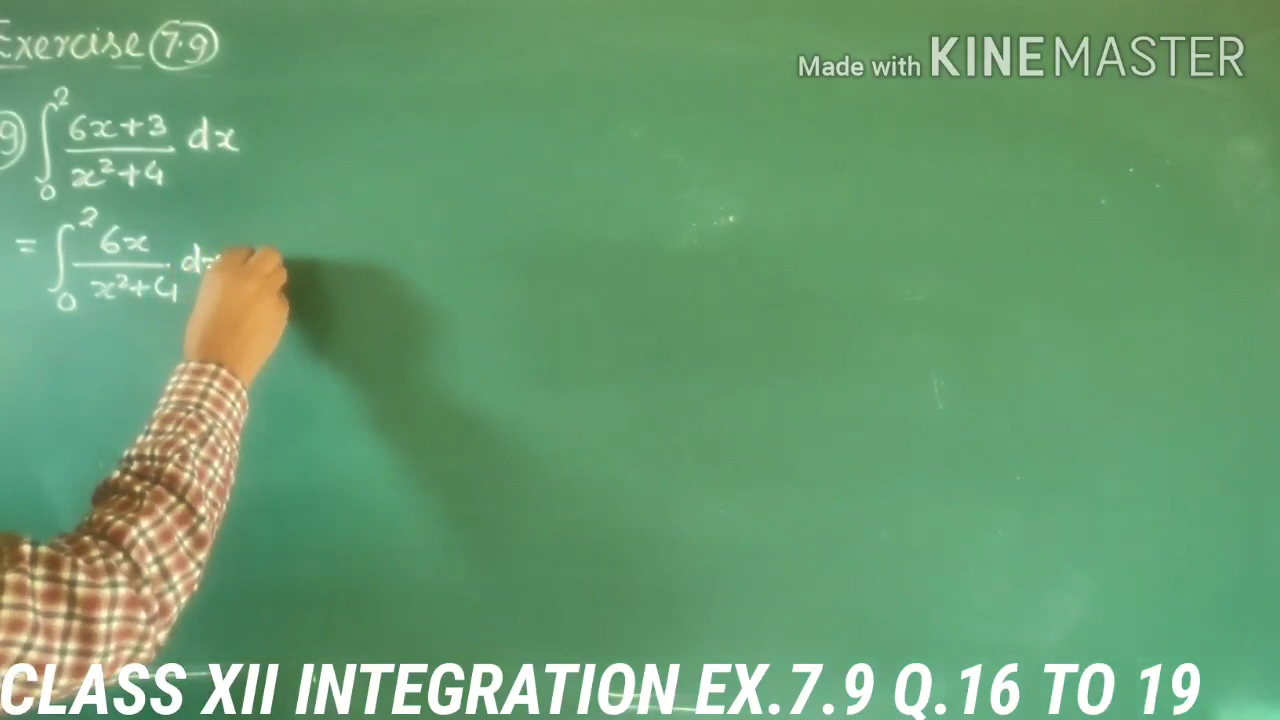 Exercise 7.9
Made with KINEMASTER
9) ∫₀² (6x+3)/(x²+4) dx
= ∫₀² 6x/(x²+4) dx
CLASS XII INTEGRATION EX.7.9 Q.16 TO 19